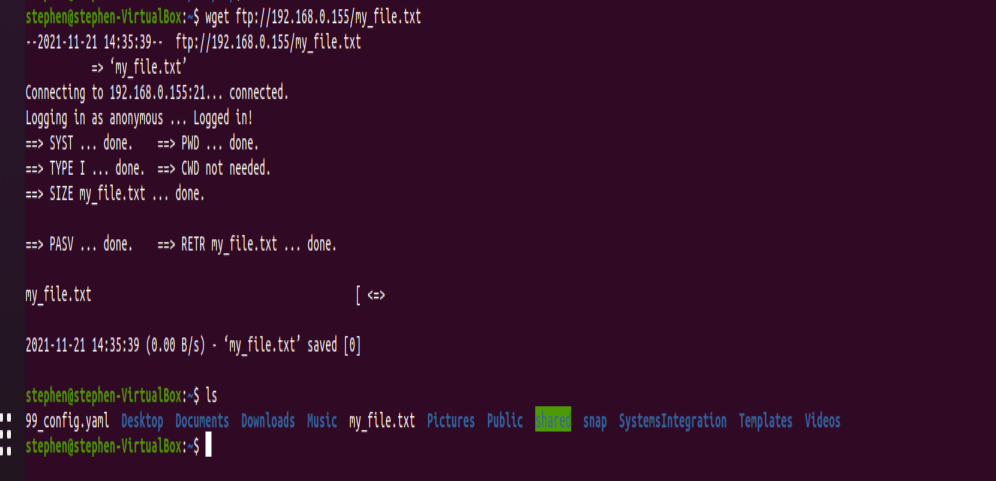 stephen@stephen-VirtualBox:~$ wget ftp://192.168.0.155/my_file.txt
--2021-11-21 14:35:39--  ftp://192.168.0.155/my_file.txt
           => ‘my_file.txt’
Connecting to 192.168.0.155:21... connected.
Logging in as anonymous ... Logged in!
==> SYST ... done.    ==> PWD ... done.
==> TYPE I ... done.  ==> CWD not needed.
==> SIZE my_file.txt ... done.
==> PASV ... done.    ==> RETR my_file.txt ... done.
my_file.txt                                            [ <=>
2021-11-21 14:35:39 (0.00 B/s) - ‘my_file.txt’ saved [0]
stephen@stephen-VirtualBox:~$ ls
99_config.yaml  Desktop  Documents  Downloads  Music  my_file.txt  Pictures  Public  shared  snap  SystemsIntegration  Templates  Videos
stephen@stephen-VirtualBox:~$